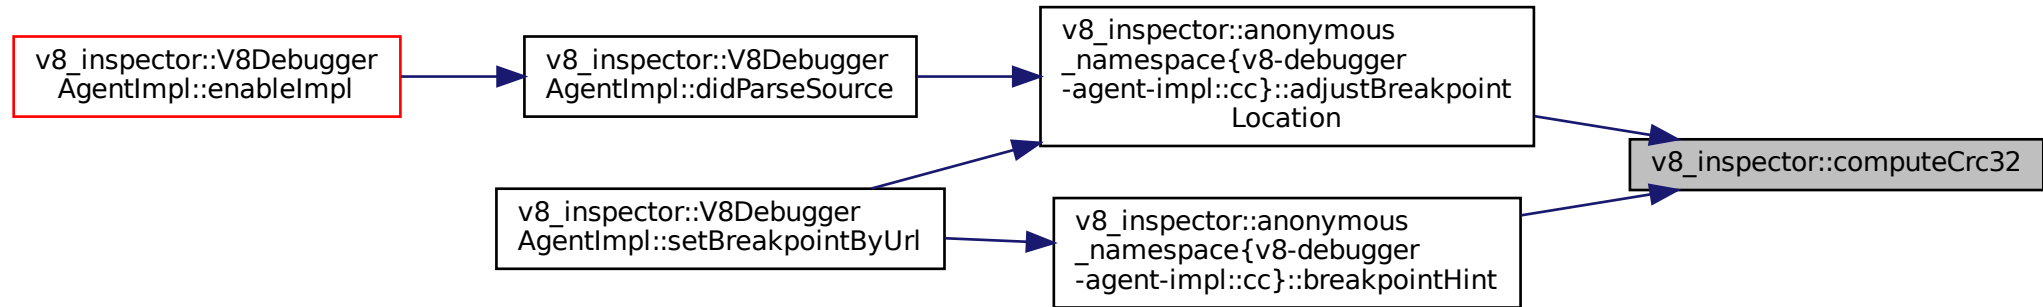 v8_inspector::V8Debugger
AgentImpl::enableImpl
v8_inspector::V8Debugger
AgentImpl::didParseSource
v8_inspector::anonymous
_namespace{v8-debugger
-agent-impl::cc}::adjustBreakpoint
Location
v8_inspector::computeCrc32
v8_inspector::V8Debugger
AgentImpl::setBreakpointByUrl
v8_inspector::anonymous
_namespace{v8-debugger
-agent-impl::cc}::breakpointHint